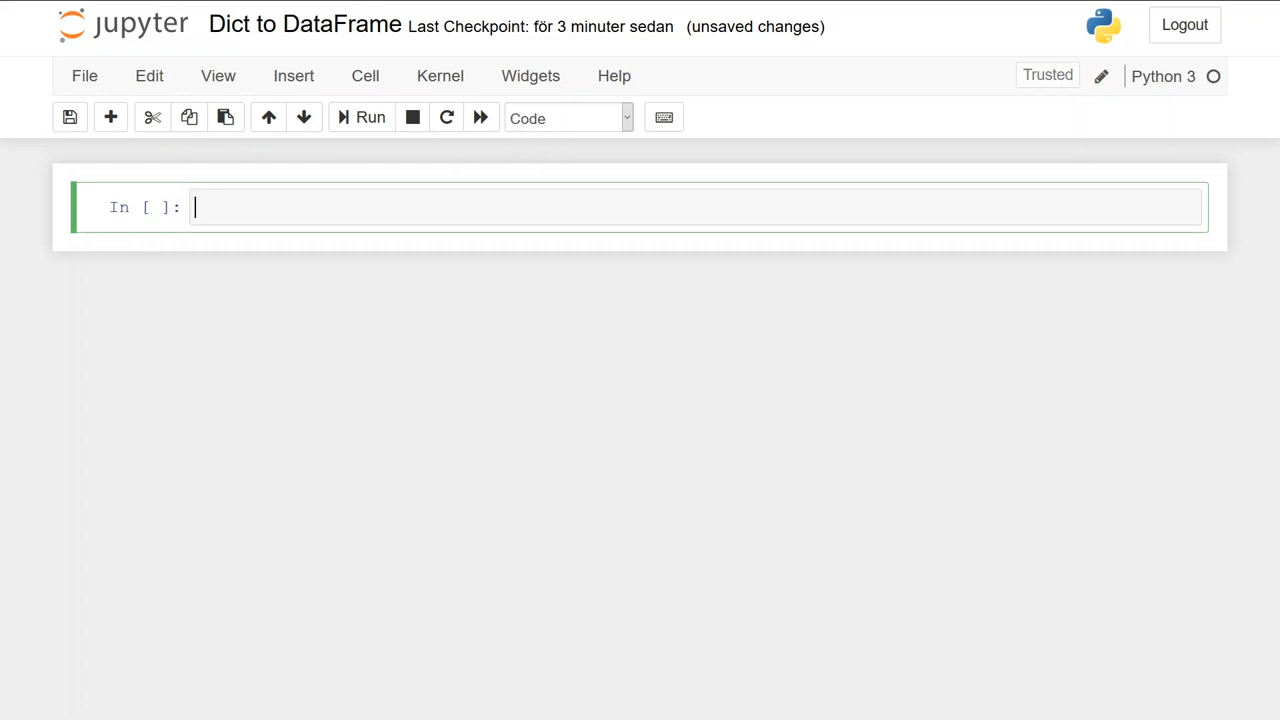 jupyter Dict to DataFrame Last Checkpoint: för 3 minuter sedan (unsaved changes) Logout
File Edit View Insert Cell Kernel Widgets Help Trusted Python 3
Run Code
In [ ]: